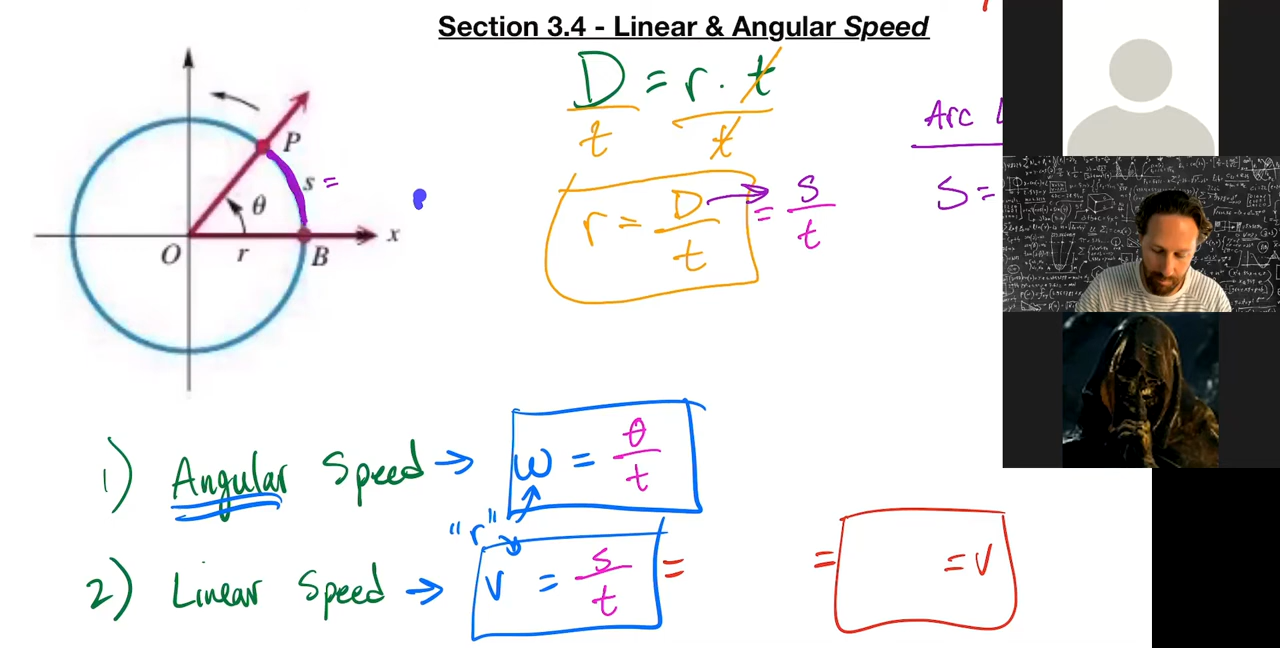 Section 3.4 - Linear & Angular Speed
D = r · t
t t
Arc
P
s =
θ
r = D/t = s/t
S =
x
O
r
B
1) Angular Speed → ω = θ/t
"r"
2) Linear Speed → v = s/t = = = v